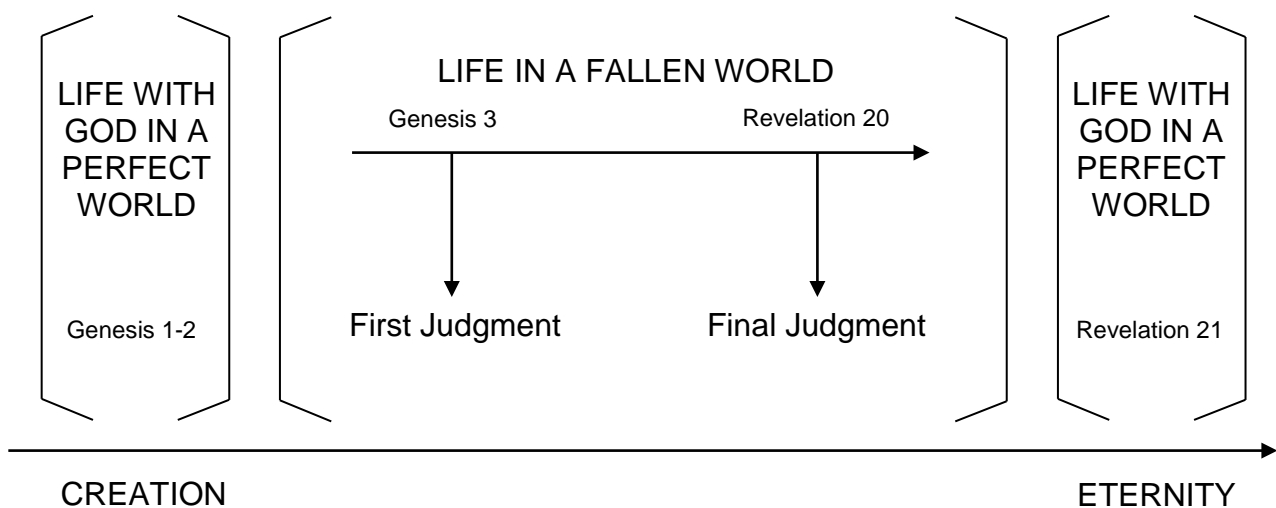 LIFE WITH
GOD IN A
PERFECT
WORLD
Genesis 1-2
LIFE IN A FALLEN WORLD
Genesis 3
Revelation 20
First Judgment
Final Judgment
LIFE WITH
GOD IN A
PERFECT
WORLD
Revelation 21
CREATION
ETERNITY